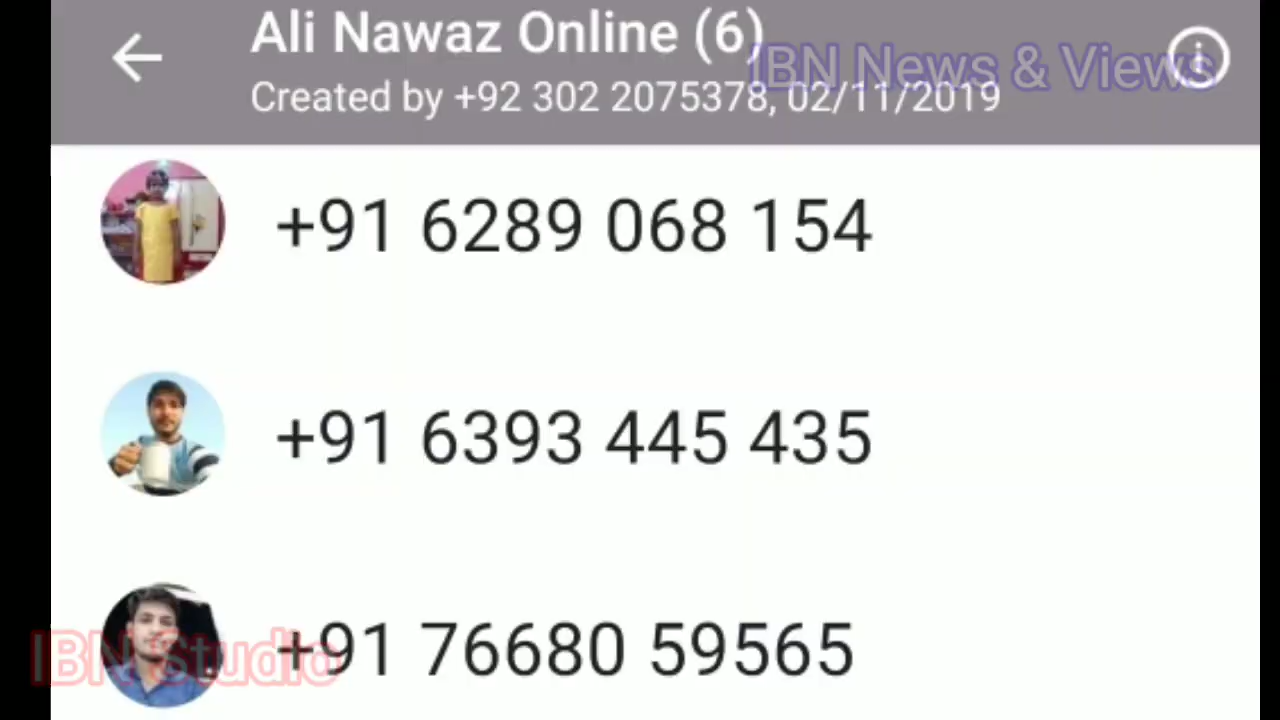 Ali Nawaz Online (6)
IBN News & Views
Created by +92 302 2075378, 02/11/2019
+91 6289 068 154
+91 6393 445 435
+91 76680 59565
IBN Studio